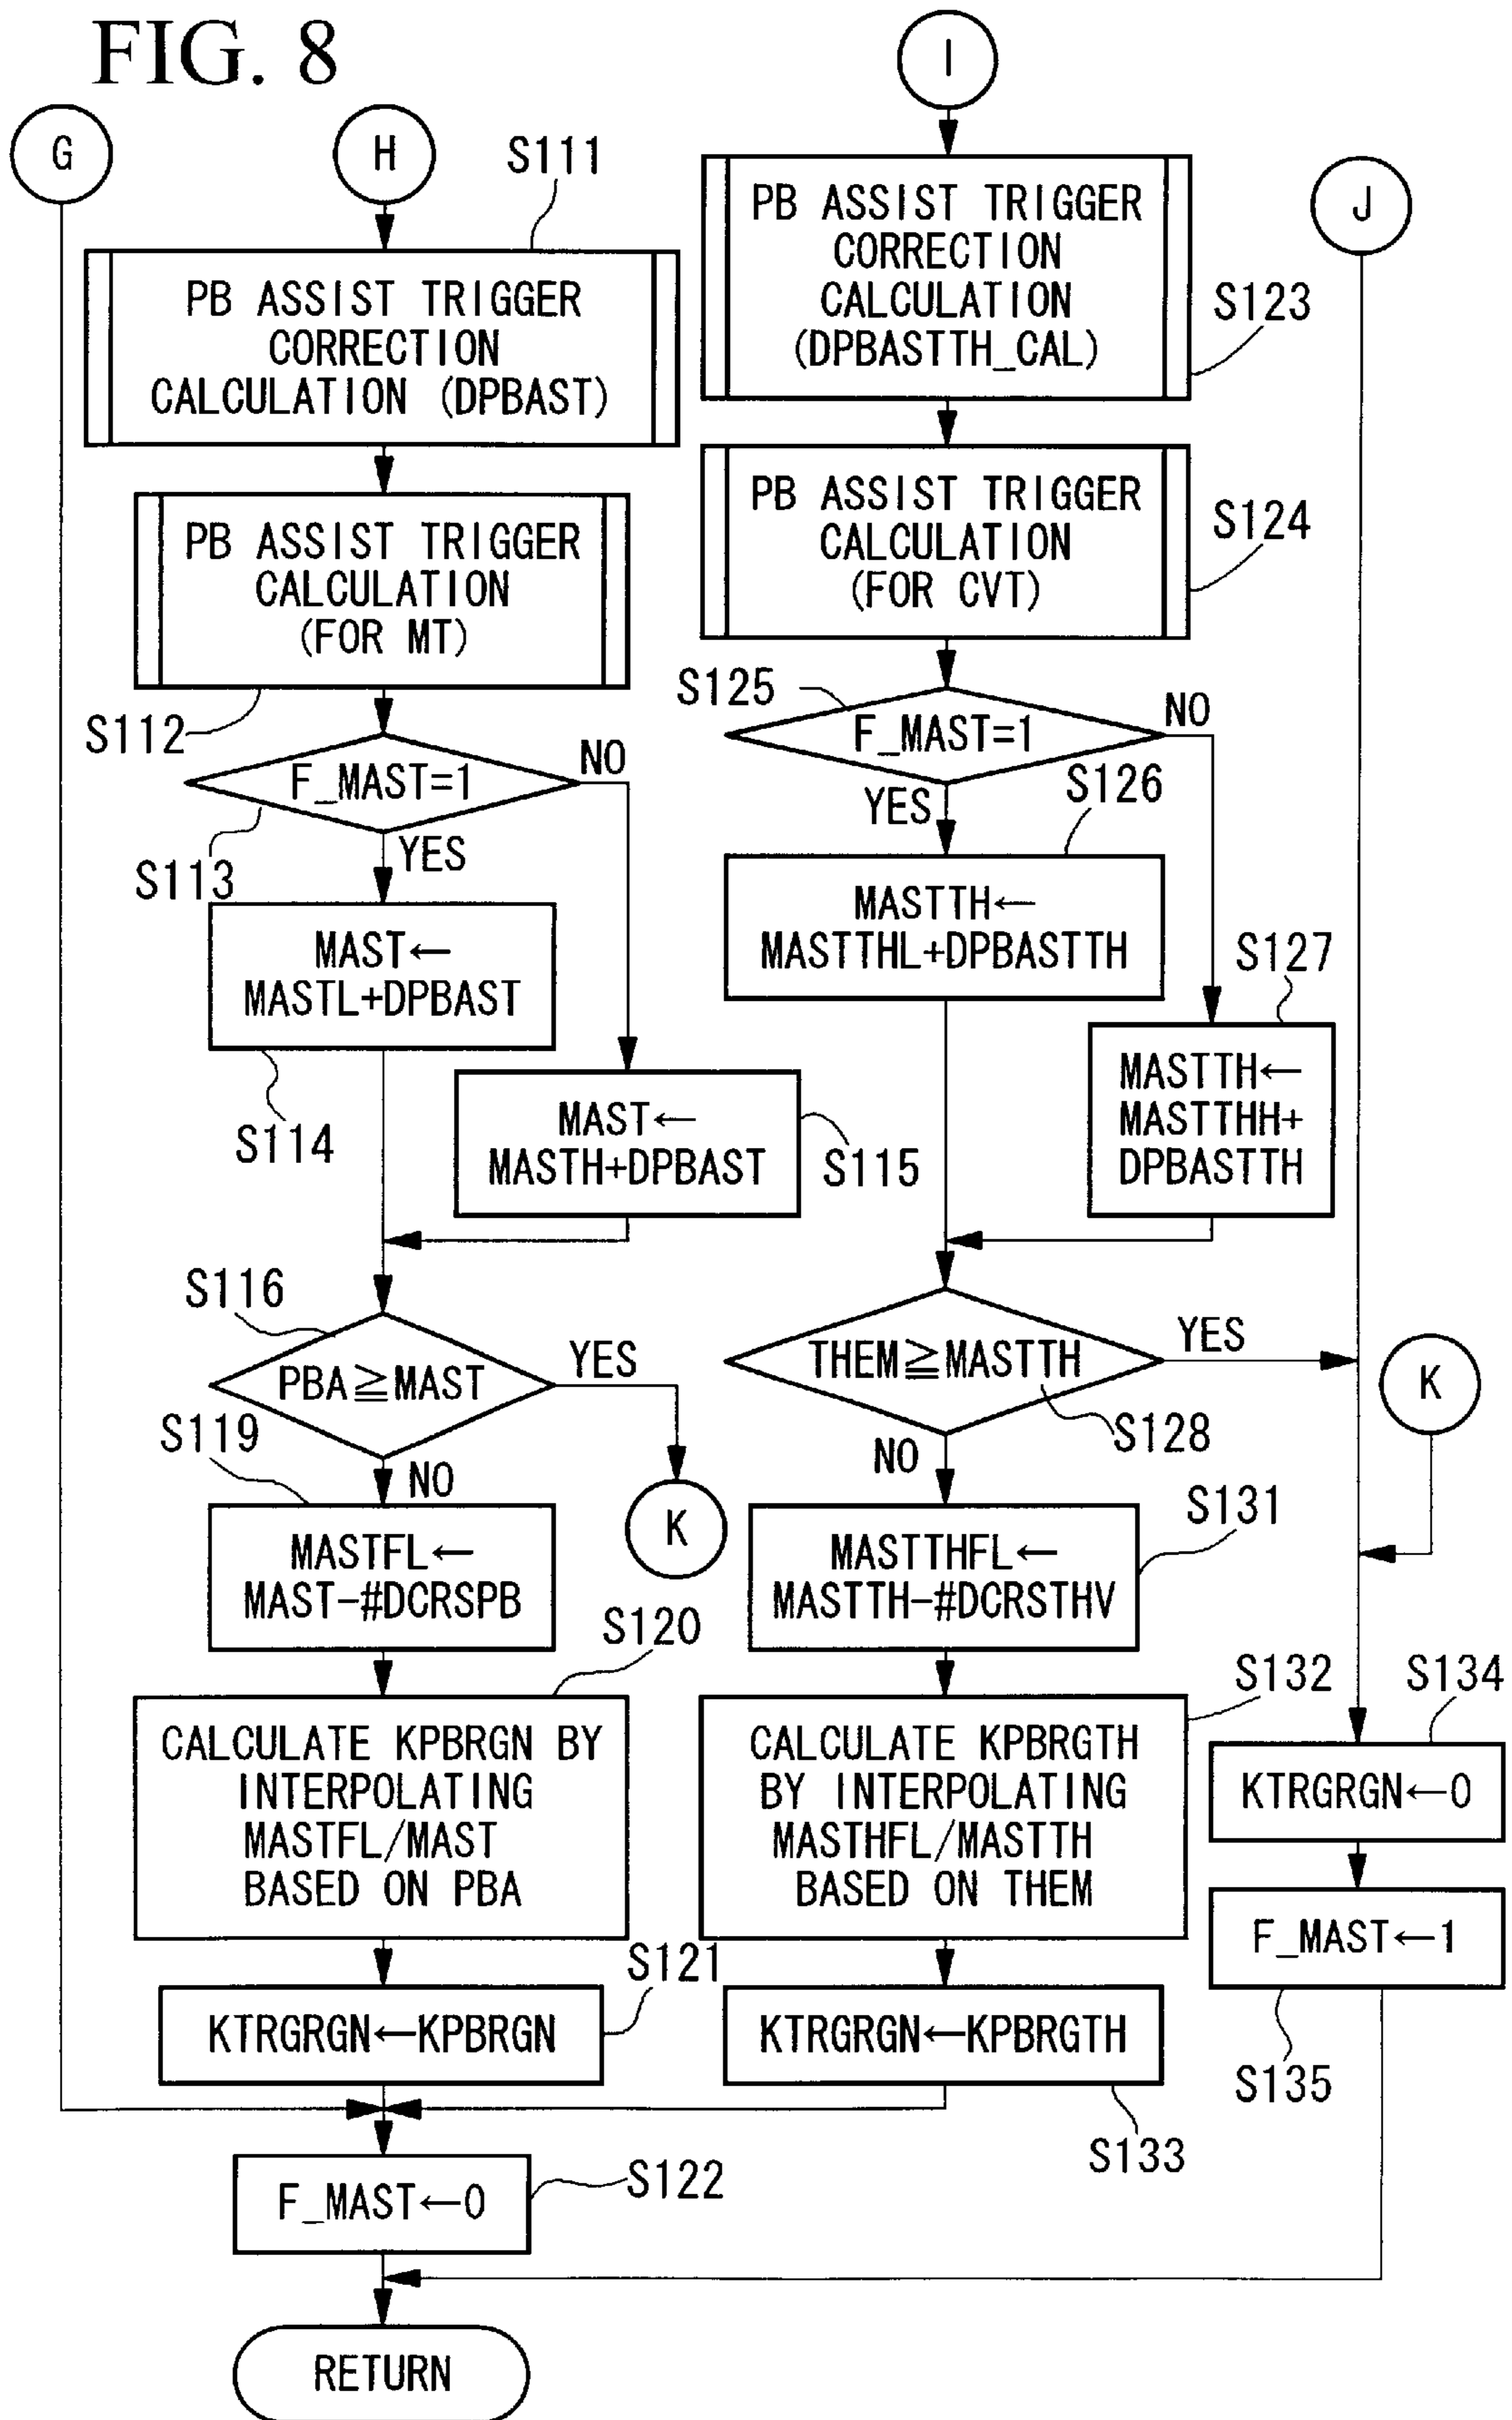 FIG. 8
G
H
S111
PB ASSIST TRIGGER
CORRECTION
CALCULATION (DPBAST)
PB ASSIST TRIGGER
CALCULATION
(FOR MT)
S112
F_MAST=1
NO
YES
S113
MAST←
MASTL+DPBAST
S114
MAST←
MASTH+DPBAST
S115
S116
PBA≧MAST
YES
K
S119
NO
MASTFL←
MAST-#DCRSPB
S120
CALCULATE KPBRGN BY
INTERPOLATING
MASTFL/MAST
BASED ON PBA
S121
KTRGRGN←KPBRGN
S122
F_MAST←0
RETURN
I
PB ASSIST TRIGGER
CORRECTION
CALCULATION
(DPBASTTH_CAL)
S123
PB ASSIST TRIGGER
CALCULATION
(FOR CVT)
S124
S125
F_MAST=1
NO
YES
S126
MASTTH←
MASTTHL+DPBASTTH
S127
MASTTH←
MASTTHH+
DPBASTTH
THEM≧MASTTH
YES
S128
NO
S131
MASTTHFL←
MASTTH-#DCRSTHV
S132
CALCULATE KPBRGTH
BY INTERPOLATING
MASTHFL/MASTTH
BASED ON THEM
KTRGRGN←KPBRGTH
S133
J
K
S134
KTRGRGN←0
F_MAST←1
S135